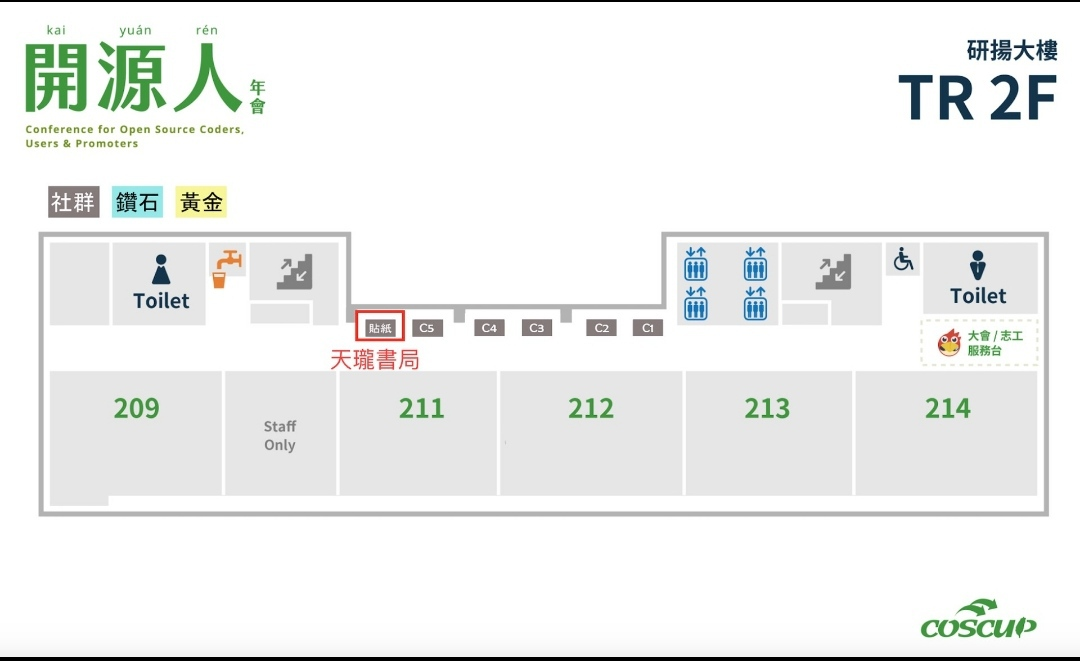 kai yuán rén
開源人年會
Conference for Open Source Coders,
Users & Promoters
研揚大樓
TR 2F
社群 鑽石 黃金
Toilet
Toilet
大會 / 志工
服務台
貼紙 C5 C4 C3 C2 C1
天瓏書局
209
Staff
Only
211
212
213
214
COSCUP